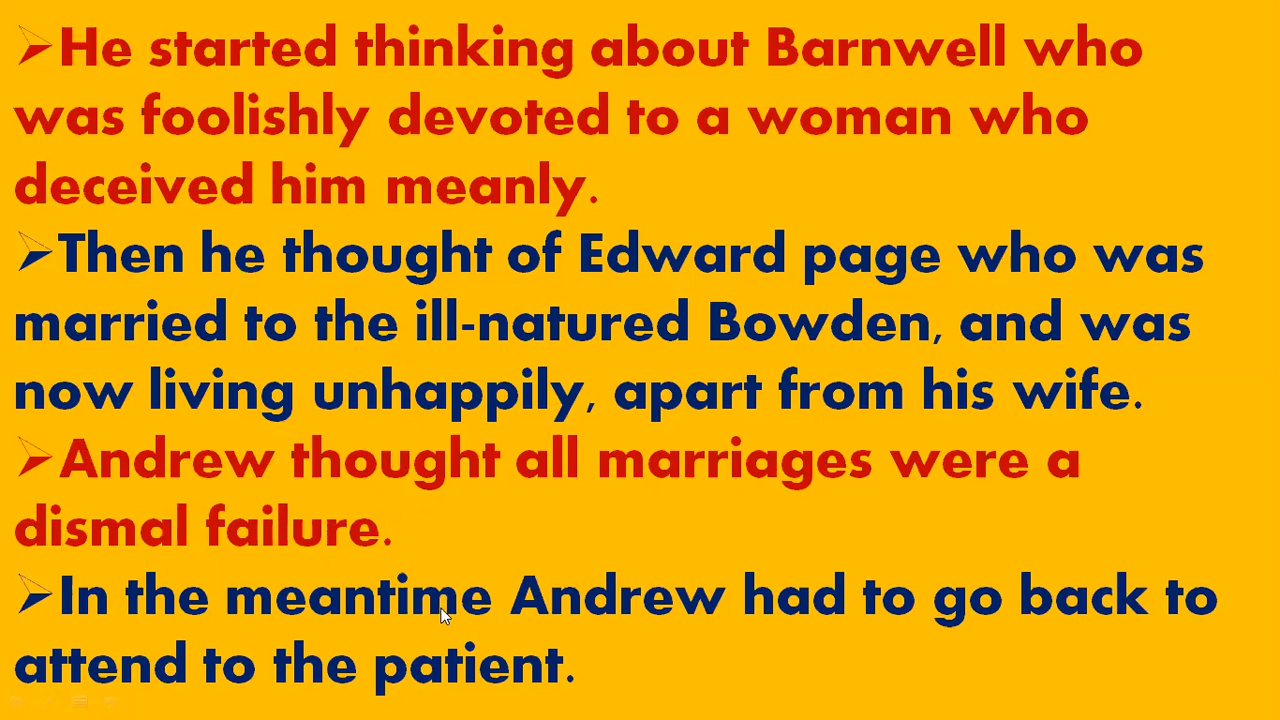 ➢He started thinking about Barnwell who
was foolishly devoted to a woman who
deceived him meanly.
➢Then he thought of Edward page who was
married to the ill-natured Bowden, and was
now living unhappily, apart from his wife.
➢Andrew thought all marriages were a
dismal failure.
➢In the meantime Andrew had to go back to
attend to the patient.